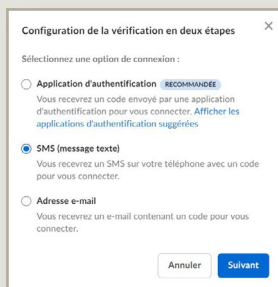 Configuration de la vérification en deux étapes
Sélectionnez une option de connexion :
Application d'authentification RECOMMANDÉE
Vous recevrez un code envoyé par une application
d'authentification pour vous connecter. Afficher les
applications d'authentification suggérées
SMS (message texte)
Vous recevrez un SMS sur votre téléphone avec un code
pour vous connecter.
Adresse e-mail
Vous recevrez un e-mail contenant un code pour vous
connecter.
Annuler Suivant